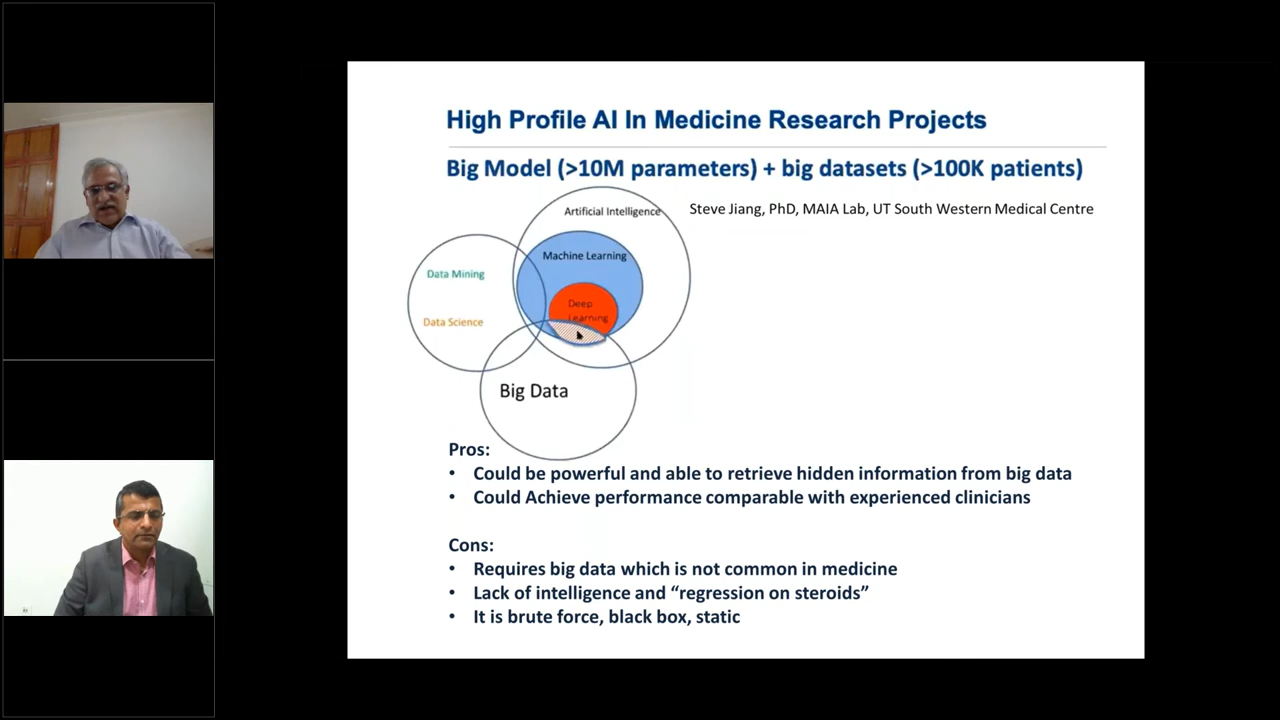 High Profile AI In Medicine Research Projects
Big Model (>10M parameters) + big datasets (>100K patients)
Artificial Intelligence
Steve Jiang, PhD, MAIA Lab, UT South Western Medical Centre
Machine Learning
Data Mining
Deep
Learning
Data Science
Big Data
Pros:
• Could be powerful and able to retrieve hidden information from big data
• Could Achieve performance comparable with experienced clinicians
Cons:
• Requires big data which is not common in medicine
• Lack of intelligence and “regression on steroids”
• It is brute force, black box, static